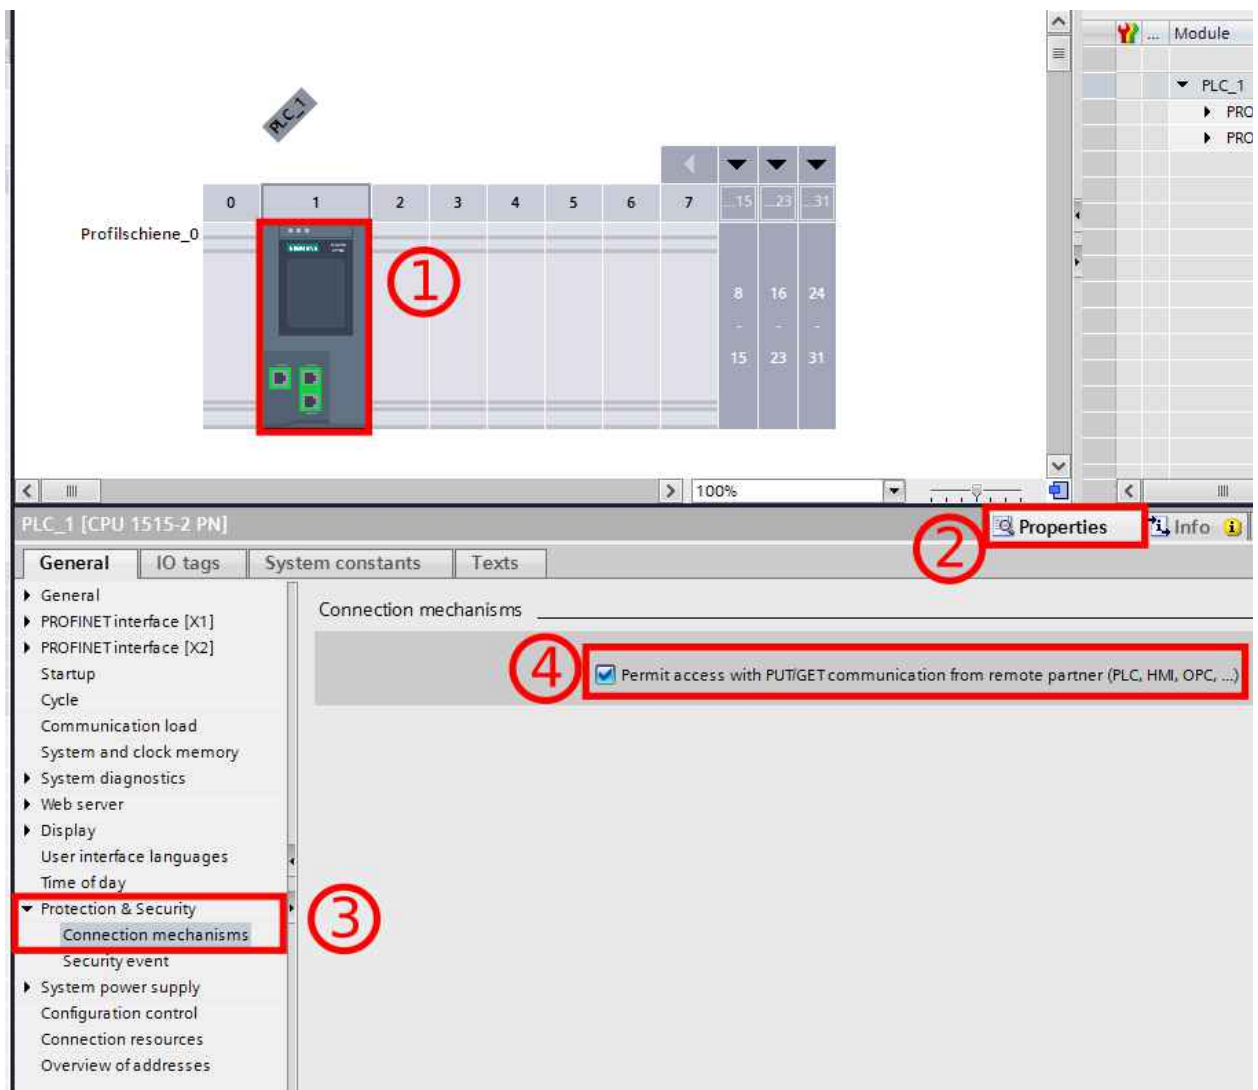 ... Module
PLC_1
PLC_1
PRO
PRO
0 1 2 3 4 5 6 7 ...15 ...23 ...31
Profilschiene_0
SIEMENS
1
8 16 24
- - -
15 23 31
100%
PLC_1 [CPU 1515-2 PN]
2
Properties
Info
General IO tags System constants Texts
General
PROFINET interface [X1]
PROFINET interface [X2]
Startup
Cycle
Communication load
System and clock memory
System diagnostics
Web server
Display
User interface languages
Time of day
Protection & Security
Connection mechanisms
Security event
System power supply
Configuration control
Connection resources
Overview of addresses
3
Connection mechanisms
4
Permit access with PUT/GET communication from remote partner (PLC, HMI, OPC, ...)